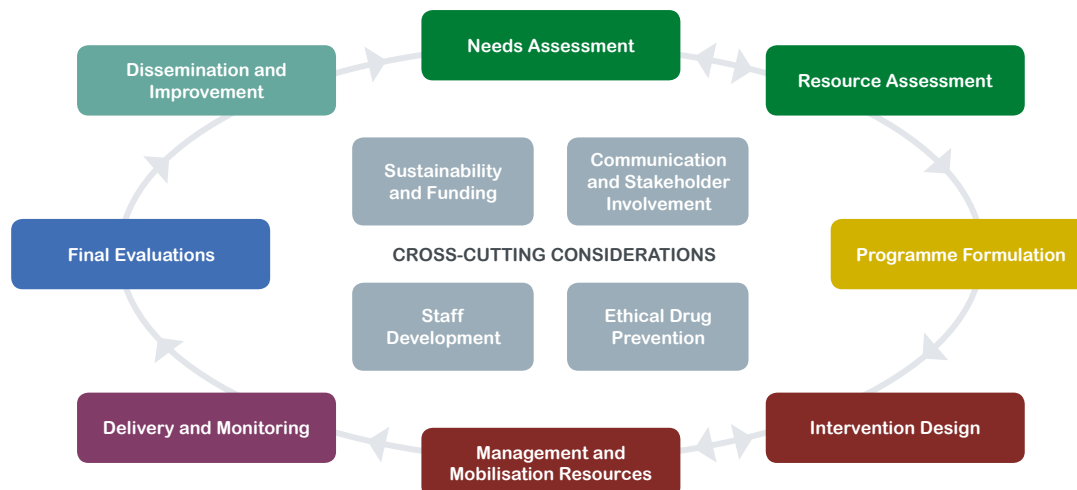 Needs Assessment
Dissemination and
Improvement
Resource Assessment
Sustainability
and Funding
Communication
and Stakeholder
Involvement
Final Evaluations
CROSS-CUTTING CONSIDERATIONS
Programme Formulation
Staff
Development
Ethical Drug
Prevention
Delivery and Monitoring
Intervention Design
Management and
Mobilisation Resources